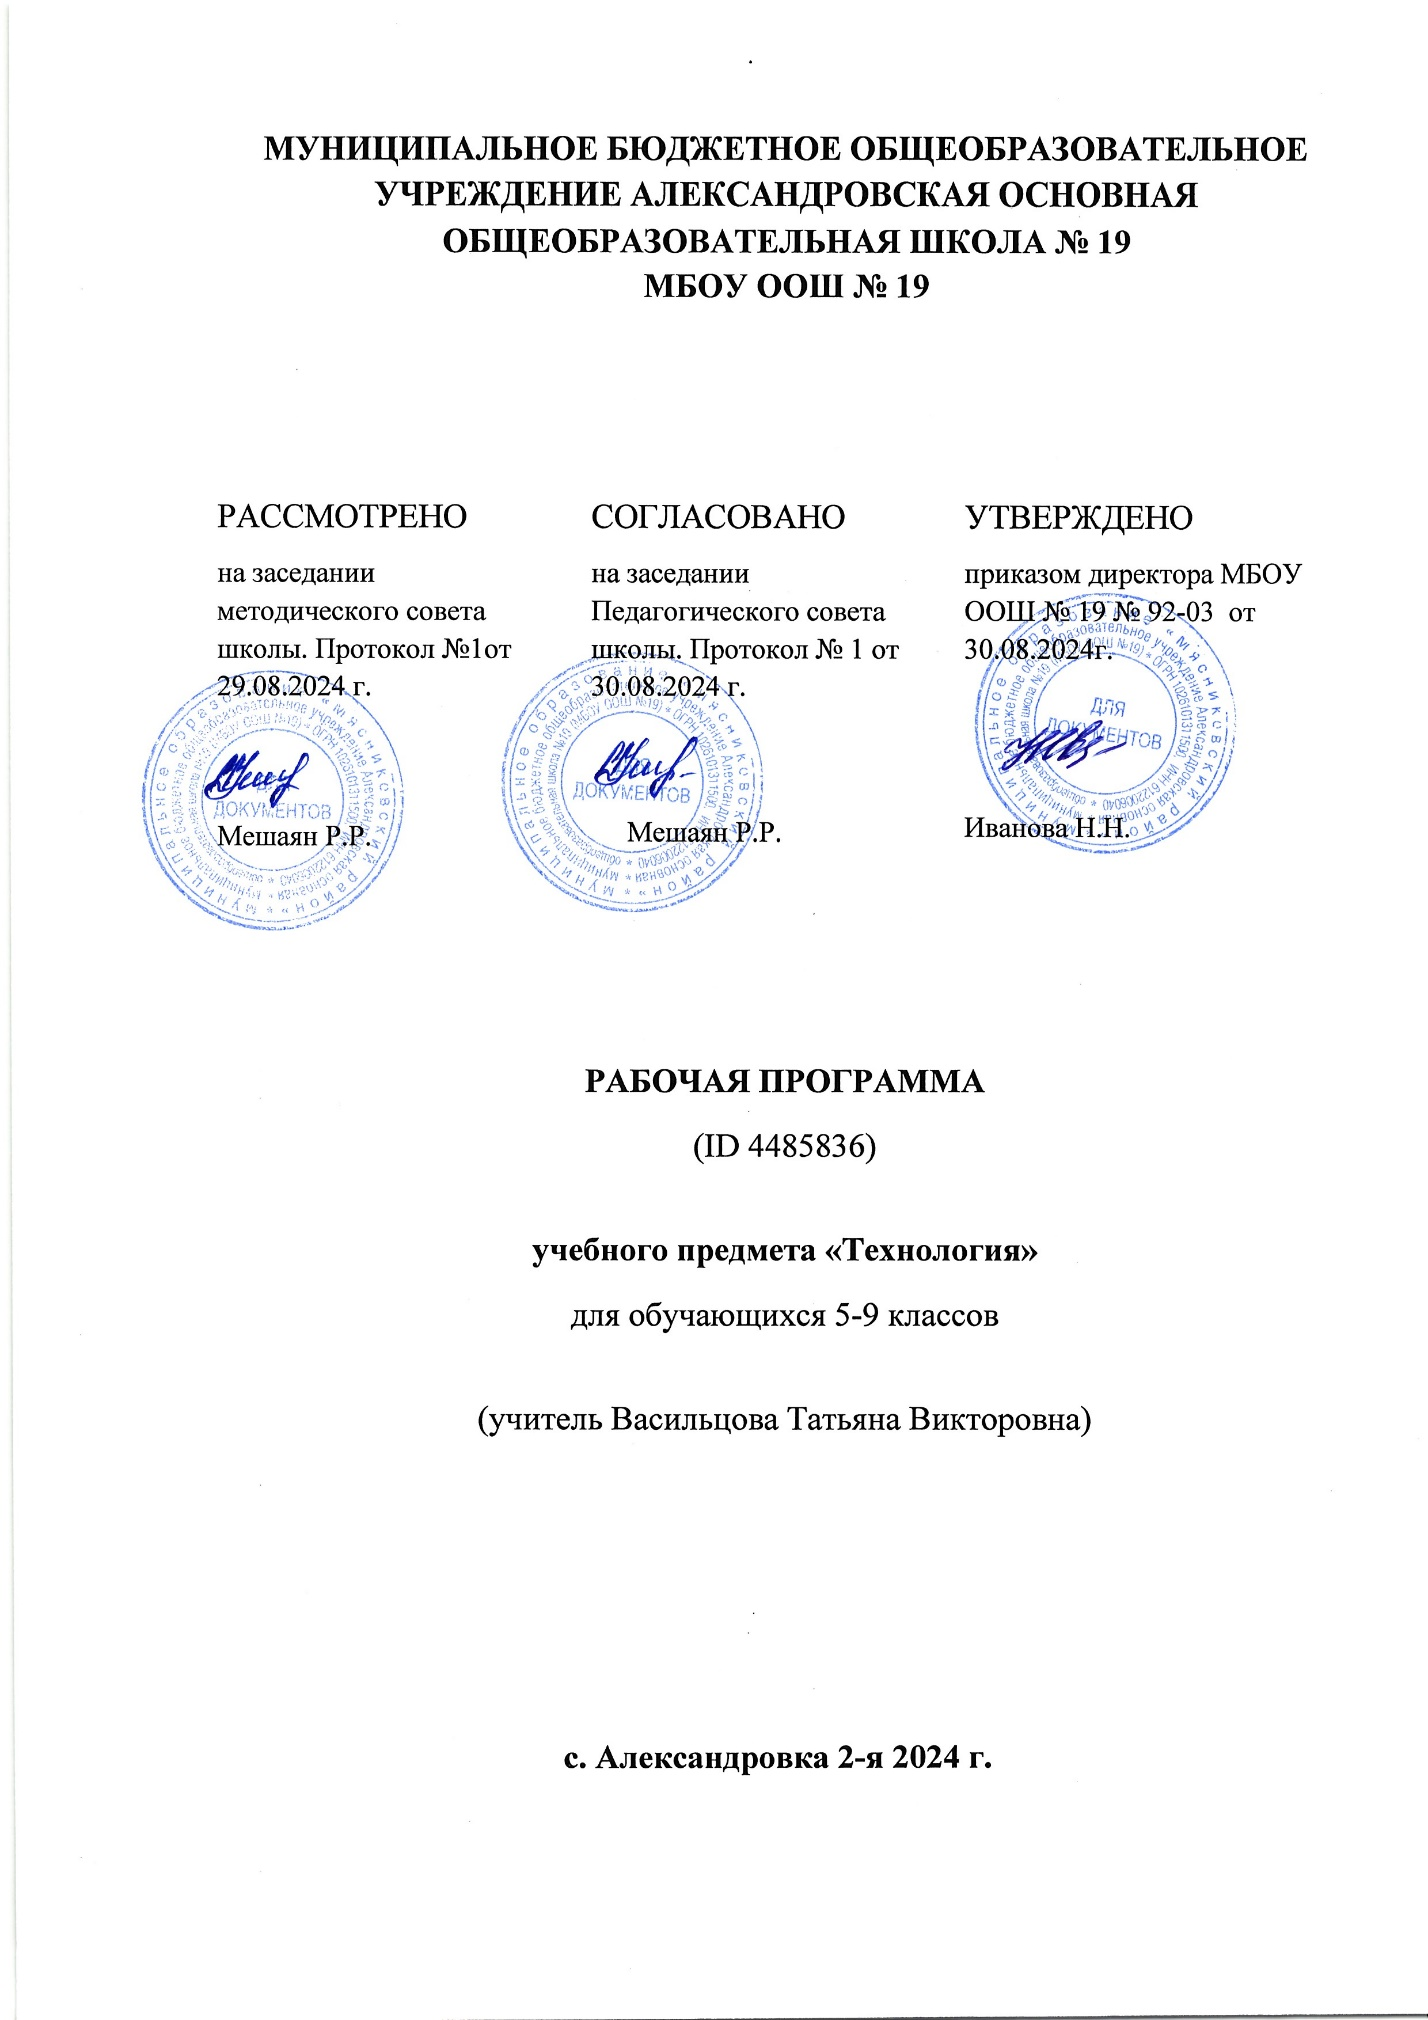 МУНИЦИПАЛЬНОЕ БЮДЖЕТНОЕ ОБЩЕОБРАЗОВАТЕЛЬНОЕ
УЧРЕЖДЕНИЕ АЛЕКСАНДРОВСКАЯ ОСНОВНАЯ
ОБЩЕОБРАЗОВАТЕЛЬНАЯ ШКОЛА № 19
МБОУ ООШ № 19
РАССМОТРЕНО
на заседании
методического совета
школы. Протокол №1от
29.08.2024 г.
ДОКУМЕНТОВ
Мешаян Р.Р.
СОГЛАСОВАНО
на заседании
Педагогического совета
школы. Протокол № 1 от
30.08.2024 г.
ДОКУМЕНТОВ
Мешаян Р.Р.
УТВЕРЖДЕНО
приказом директора МБОУ
ООШ № 19 № 92-03 от
30.08.2024г.
ДЛЯ
ДОКУМЕНТОВ
Иванова Н.Н.
РАБОЧАЯ ПРОГРАММА
(ID 4485836)
учебного предмета «Технология»
для обучающихся 5-9 классов
(учитель Васильцова Татьяна Викторовна)
с. Александровка 2-я 2024 г.